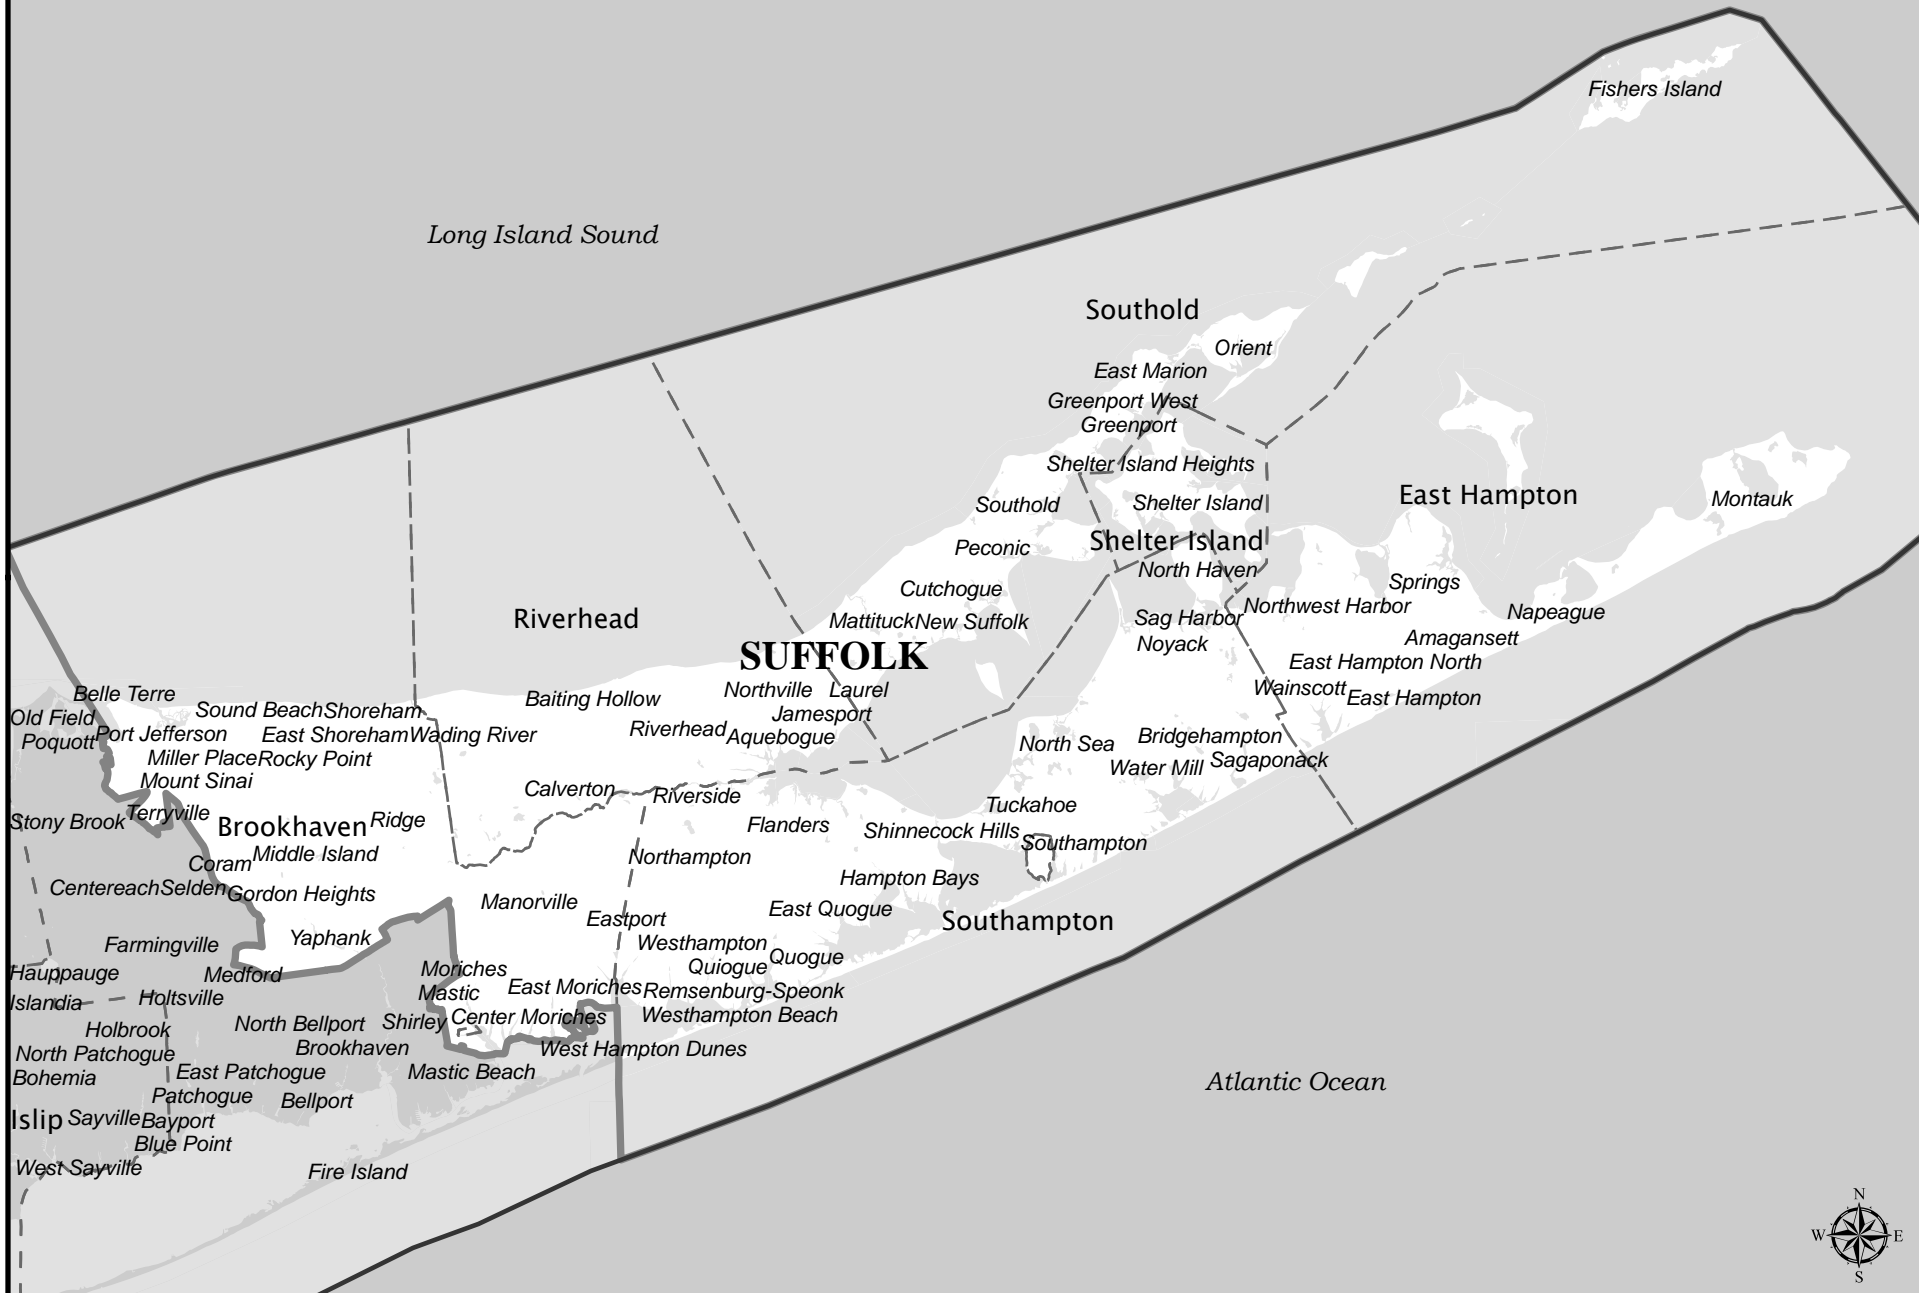 Fishers Island
Long Island Sound
Southold
Orient
East Marion
Greenport West
Greenport
Shelter Island Heights
Southold
Shelter Island
East Hampton
Montauk
Shelter Island
Peconic
North Haven
Springs
Cutchogue
Northwest Harbor
Napeague
Riverhead
Mattituck New Suffolk
Sag Harbor
Noyack
Amagansett
SUFFOLK
East Hampton North
Northville Laurel
Wainscott East Hampton
Belle Terre
Baiting Hollow
Old Field
Sound Beach Shoreham
Jamesport
Riverhead Aquebogue
Poquott Port Jefferson
East Shoreham Wading River
North Sea
Bridgehampton
Miller Place Rocky Point
Water Mill Sagaponack
Mount Sinai
Calverton
Riverside
Tuckahoe
Stony Brook Terryville
Brookhaven Ridge
Flanders
Shinnecock Hills
Southampton
Coram Middle Island
Northampton
Centereach Selden Gordon Heights
Hampton Bays
Manorville
Eastport
East Quogue
Southampton
Farmingville
Yaphank
Westhampton
Quiogue Quogue
Hauppauge
Medford
Moriches
Islandia
Holtsville
Mastic
East Moriches Remsenburg-Speonk
Holbrook
North Bellport Shirley Center Moriches
Westhampton Beach
North Patchogue
Brookhaven
West Hampton Dunes
Bohemia
East Patchogue
Mastic Beach
Atlantic Ocean
Patchogue
Bellport
Islip Sayville Bayport
Blue Point
West Sayville
Fire Island
N
W E
S